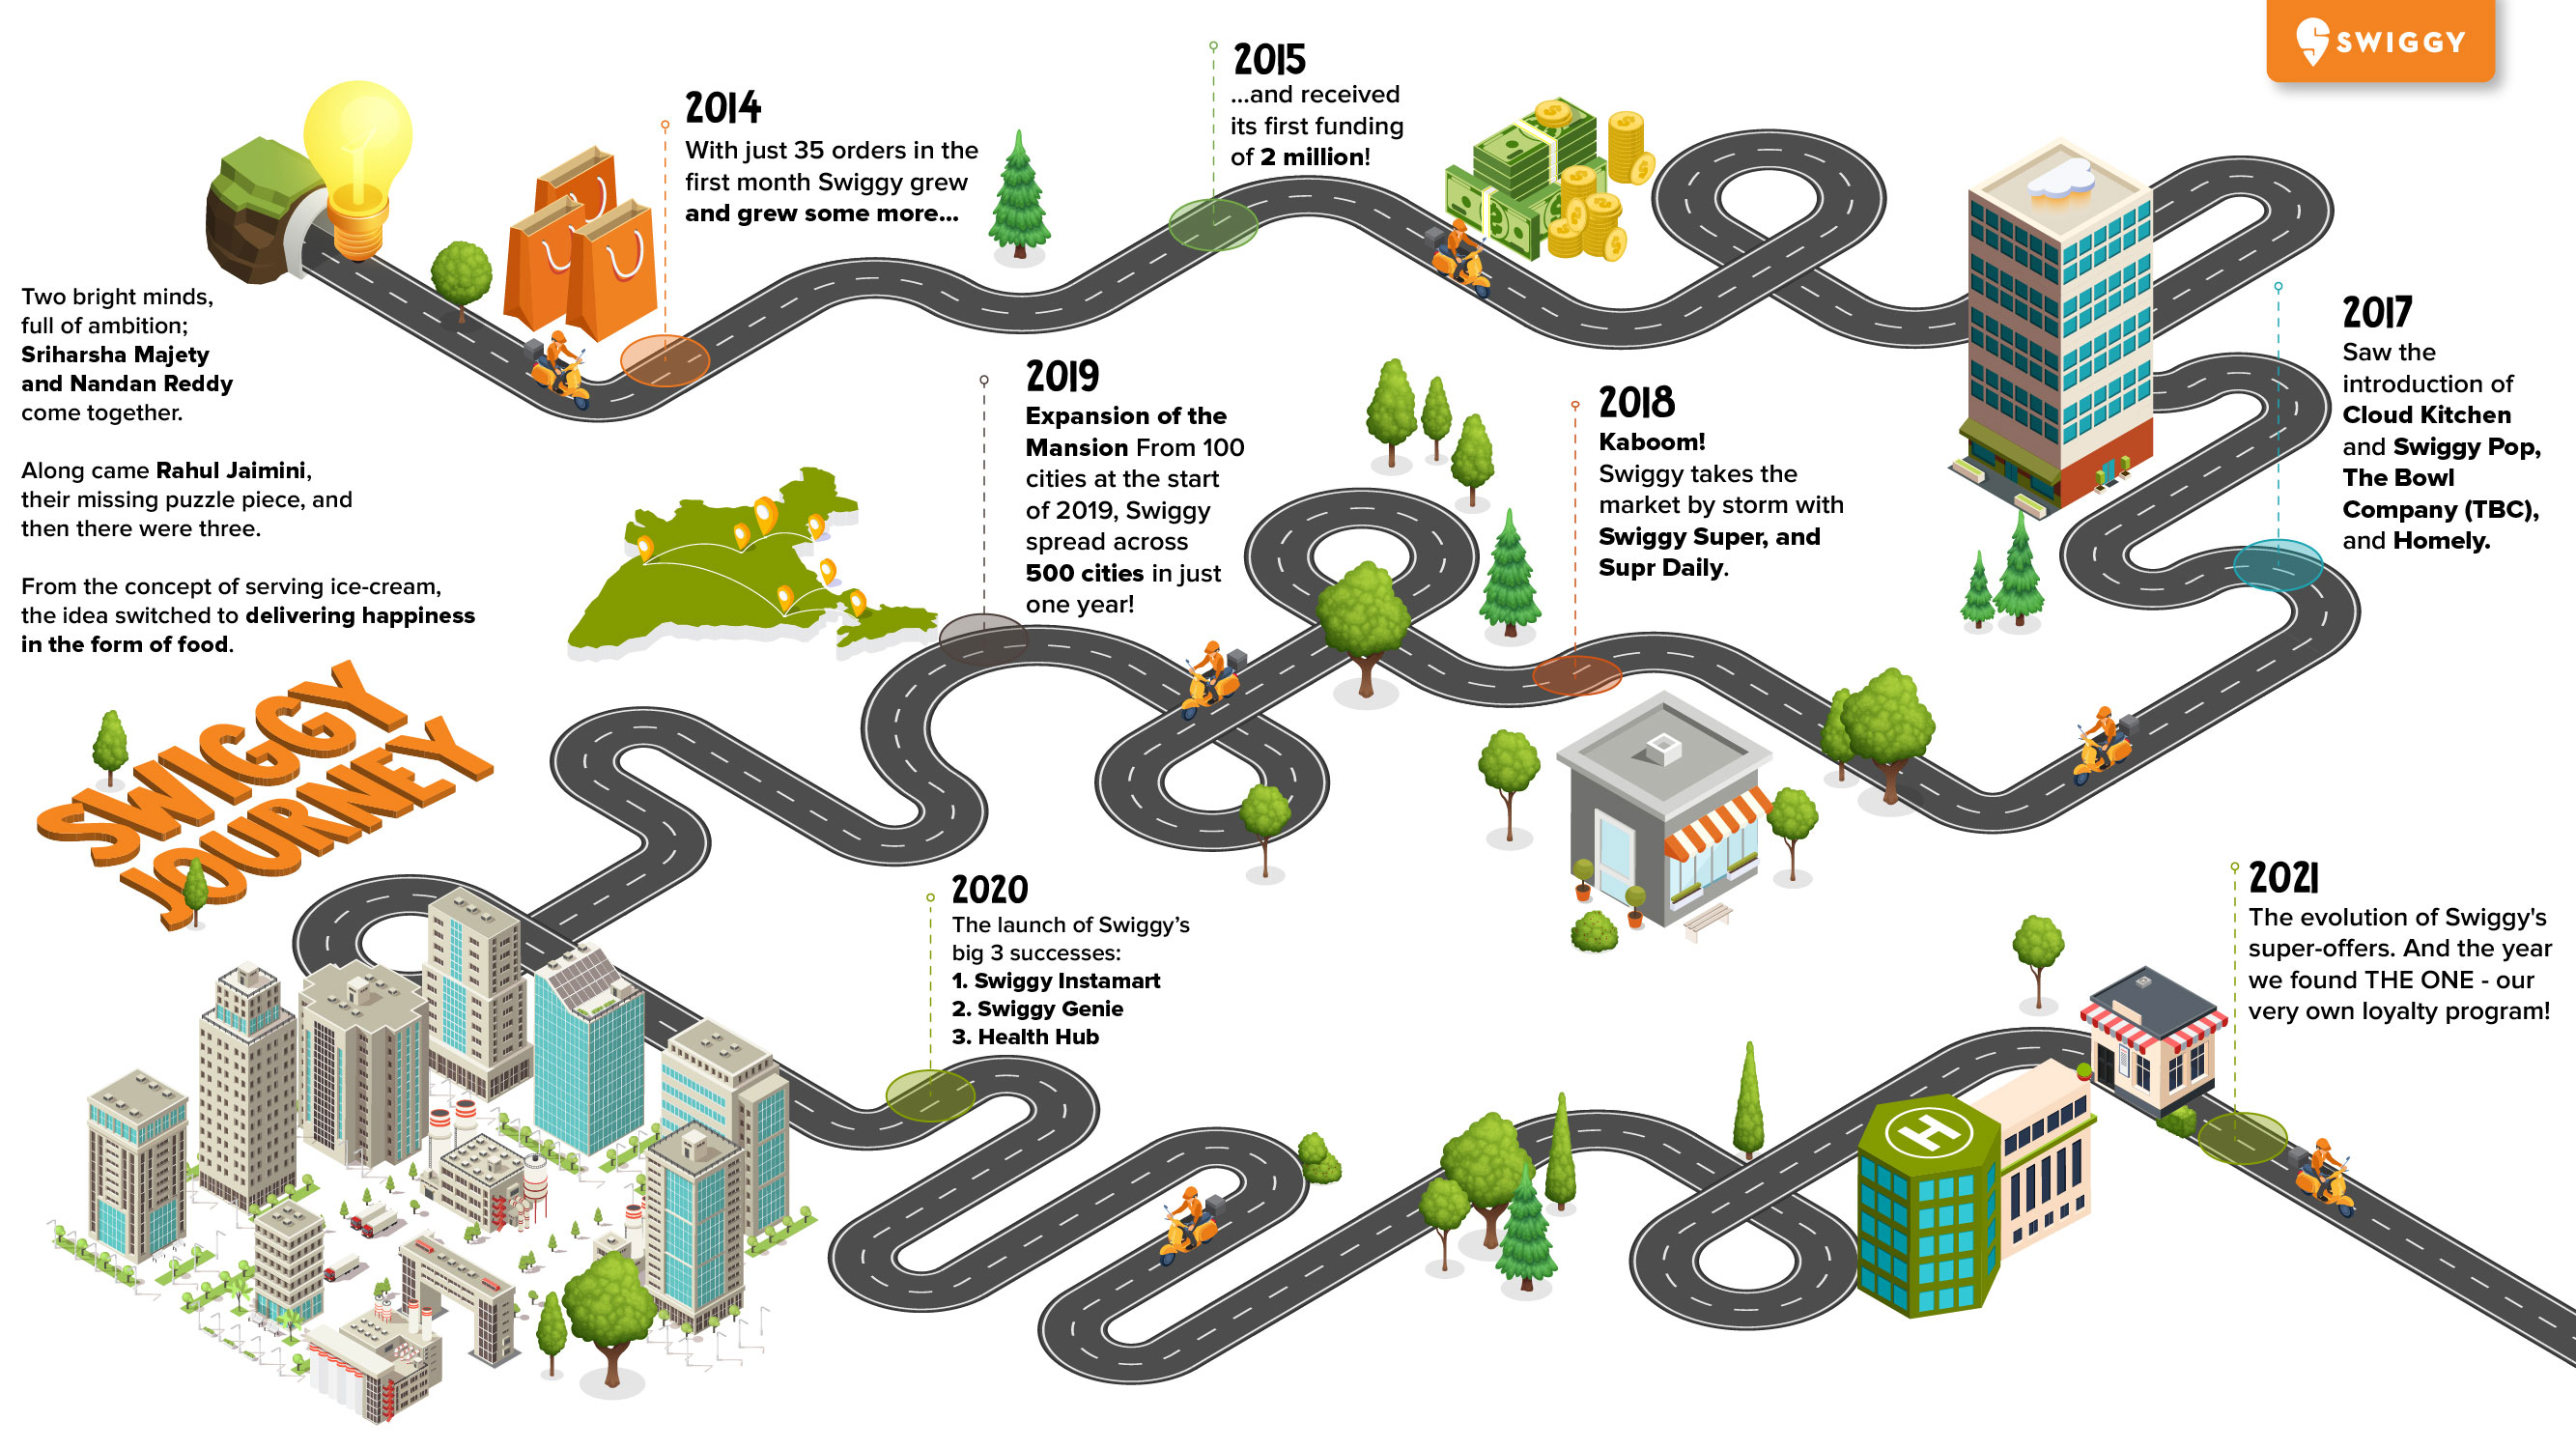 SWIGGY
Two bright minds,
full of ambition;
Sriharsha Majety
and Nandan Reddy
come together.
Along came Rahul Jaimini,
their missing puzzle piece, and
then there were three.
From the concept of serving ice-cream,
the idea switched to delivering happiness
in the form of food.
SWIGGY
JOURNEY
2014
With just 35 orders in the
first month Swiggy grew
and grew some more...
2015
...and received
its first funding
of 2 million!
2017
Saw the
introduction of
Cloud Kitchen
and Swiggy Pop,
The Bowl
Company (TBC),
and Homely.
2018
Kaboom!
Swiggy takes the
market by storm with
Swiggy Super, and
Supr Daily.
2019
Expansion of the
Mansion From 100
cities at the start
of 2019, Swiggy
spread across
500 cities in just
one year!
2020
The launch of Swiggy’s
big 3 successes:
1. Swiggy Instamart
2. Swiggy Genie
3. Health Hub
2021
The evolution of Swiggy's
super-offers. And the year
we found THE ONE - our
very own loyalty program!
H